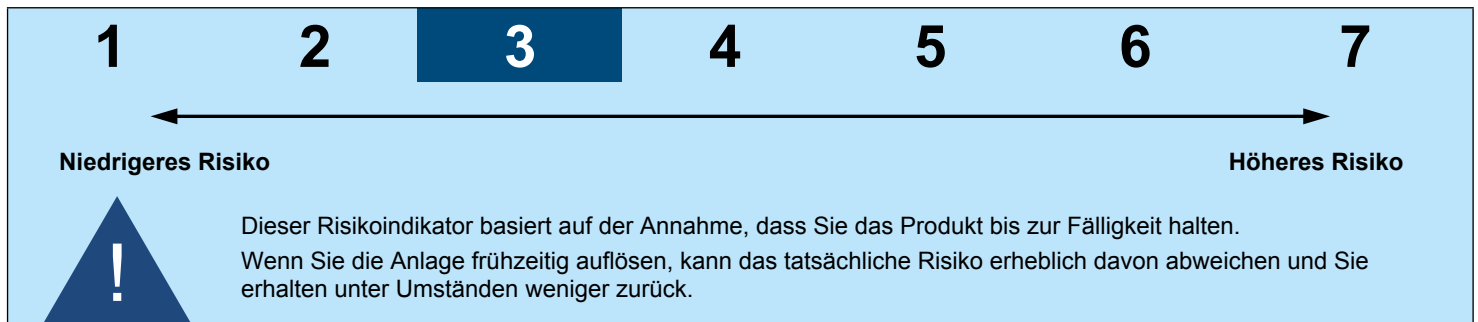 1 2 3 4 5 6 7
Niedrigeres Risiko Höheres Risiko
!
Dieser Risikoindikator basiert auf der Annahme, dass Sie das Produkt bis zur Fälligkeit halten.
Wenn Sie die Anlage frühzeitig auflösen, kann das tatsächliche Risiko erheblich davon abweichen und Sie
erhalten unter Umständen weniger zurück.